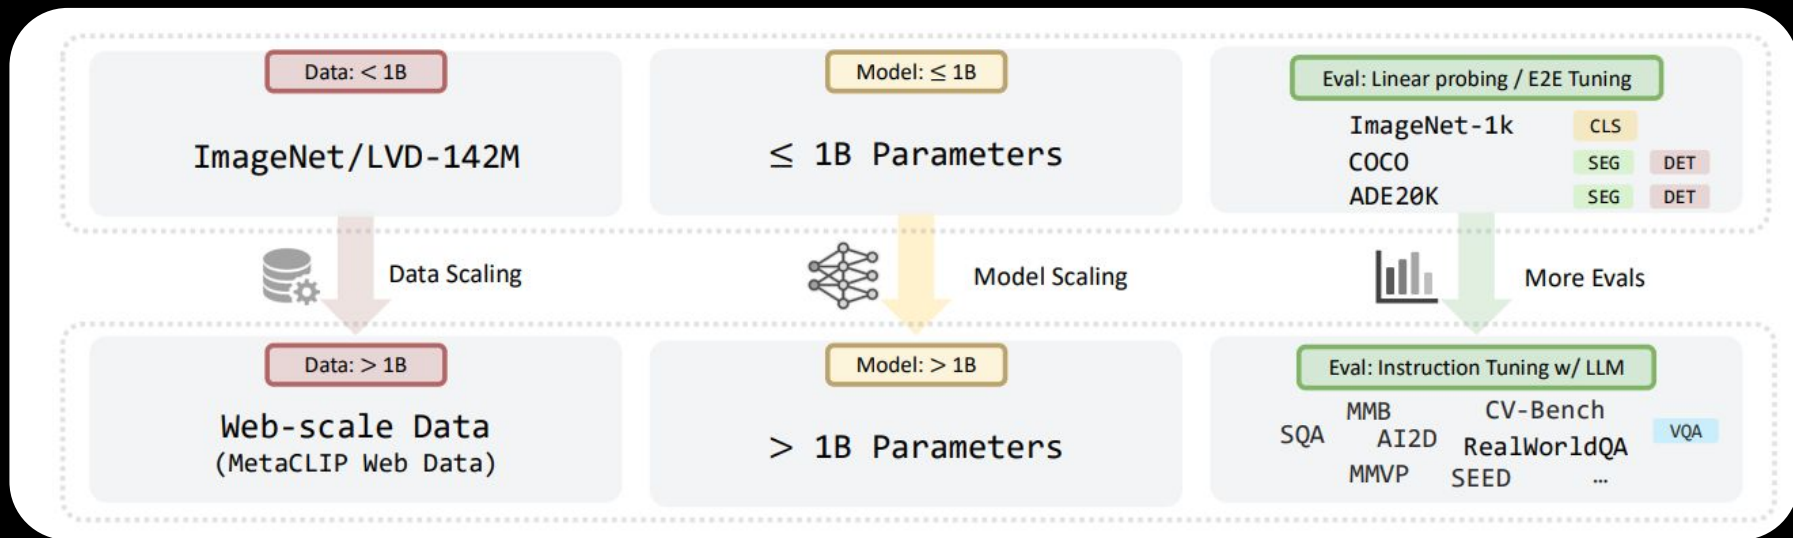 Data: < 1B
ImageNet/LVD-142M
Model: ≤ 1B
≤ 1B Parameters
Eval: Linear probing / E2E Tuning
ImageNet-1k CLS
COCO SEG DET
ADE20K SEG DET
Data Scaling
Model Scaling
More Evals
Data: > 1B
Web-scale Data
(MetaCLIP Web Data)
Model: > 1B
> 1B Parameters
Eval: Instruction Tuning w/ LLM
MMB CV-Bench
SQA AI2D RealWorldQA VQA
MMVP SEED …